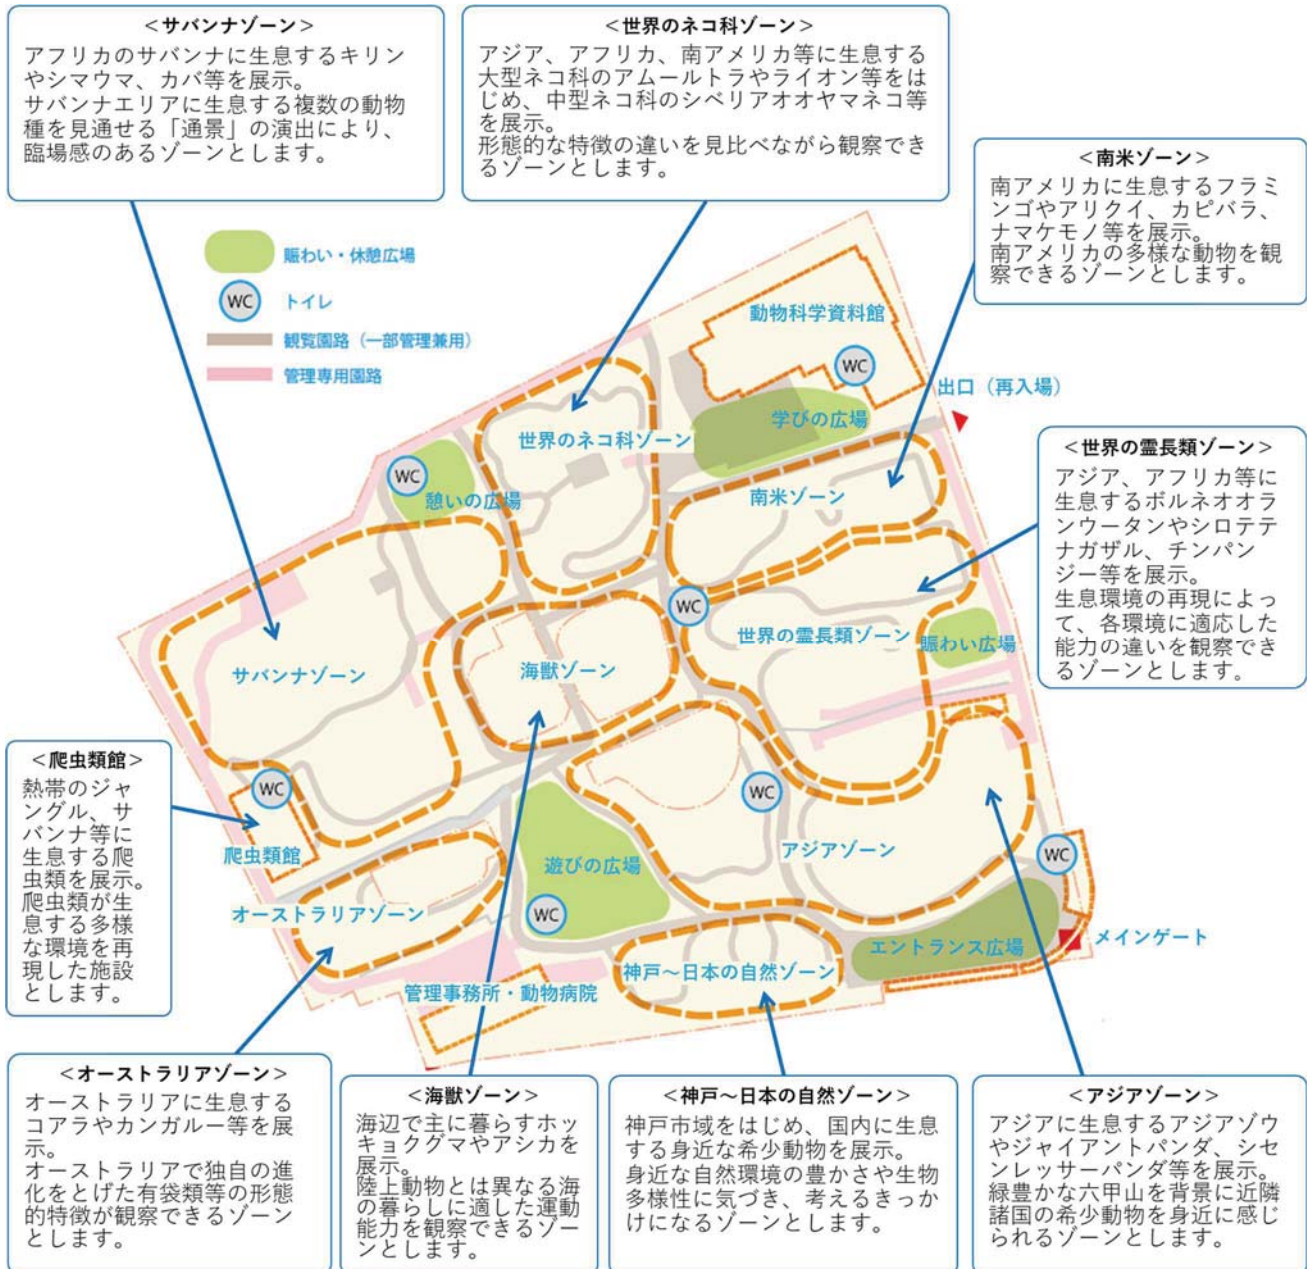 ＜サバンナゾーン＞
アフリカのサバンナに生息するキリン
やシマウマ、カバ等を展示。
サバンナエリアに生息する複数の動物
種を見通せる「通景」の演出により、
臨場感のあるゾーンとします。
＜世界のネコ科ゾーン＞
アジア、アフリカ、南アメリカ等に生息する
大型ネコ科のアムールトラやライオン等をは
じめ、中型ネコ科のシベリアオオヤマネコ等
を展示。
形態的な特徴の違いを見比べながら観察でき
るゾーンとします。
＜南米ゾーン＞
南アメリカに生息するフラミ
ンゴやアリクイ、カピバラ、
ナマケモノ等を展示。
南アメリカの多様な動物を観
察できるゾーンとします。
賑わい・休憩広場
WC
トイレ
観覧園路（一部管理兼用）
管理専用園路
動物科学資料館
WC
出口（再入場）
学びの広場
世界のネコ科ゾーン
WC
憩いの広場
南米ゾーン
＜世界の霊長類ゾーン＞
アジア、アフリカ等に
生息するボルネオオラ
ンウータンやシロテテ
ナガザル、チンパン
ジー等を展示。
生息環境の再現によっ
て、各環境に適応した
能力の違いを観察でき
るゾーンとします。
WC
世界の霊長類ゾーン
賑わい広場
サバンナゾーン
海獣ゾーン
＜爬虫類館＞
熱帯のジャ
ングル、サ
バンナ等に
生息する爬
虫類を展示。
爬虫類が生
息する多様
な環境を再
現した施設
とします。
WC
爬虫類館
WC
アジアゾーン
WC
遊びの広場
WC
オーストラリアゾーン
エントランス広場
メインゲート
神戸～日本の自然ゾーン
管理事務所・動物病院
＜オーストラリアゾーン＞
オーストラリアに生息する
コアラやカンガルー等を展
示。
オーストラリアで独自の進
化をとげた有袋類等の形態
的特徴が観察できるゾーン
とします。
＜海獣ゾーン＞
海辺で主に暮らすホッ
キョクグマやアシカを
展示。
陸上動物とは異なる海
の暮らしに適した運動
能力を観察できるゾー
ンとします。
＜神戸～日本の自然ゾーン＞
神戸市域をはじめ、国内に生息
する身近な希少動物を展示。
身近な自然環境の豊かさや生物
多様性に気づき、考えるきっか
けになるゾーンとします。
＜アジアゾーン＞
アジアに生息するアジアゾウ
やジャイアントパンダ、シセ
ンレッサーパンダ等を展示。
緑豊かな六甲山を背景に近隣
諸国の希少動物を身近に感じ
られるゾーンとします。